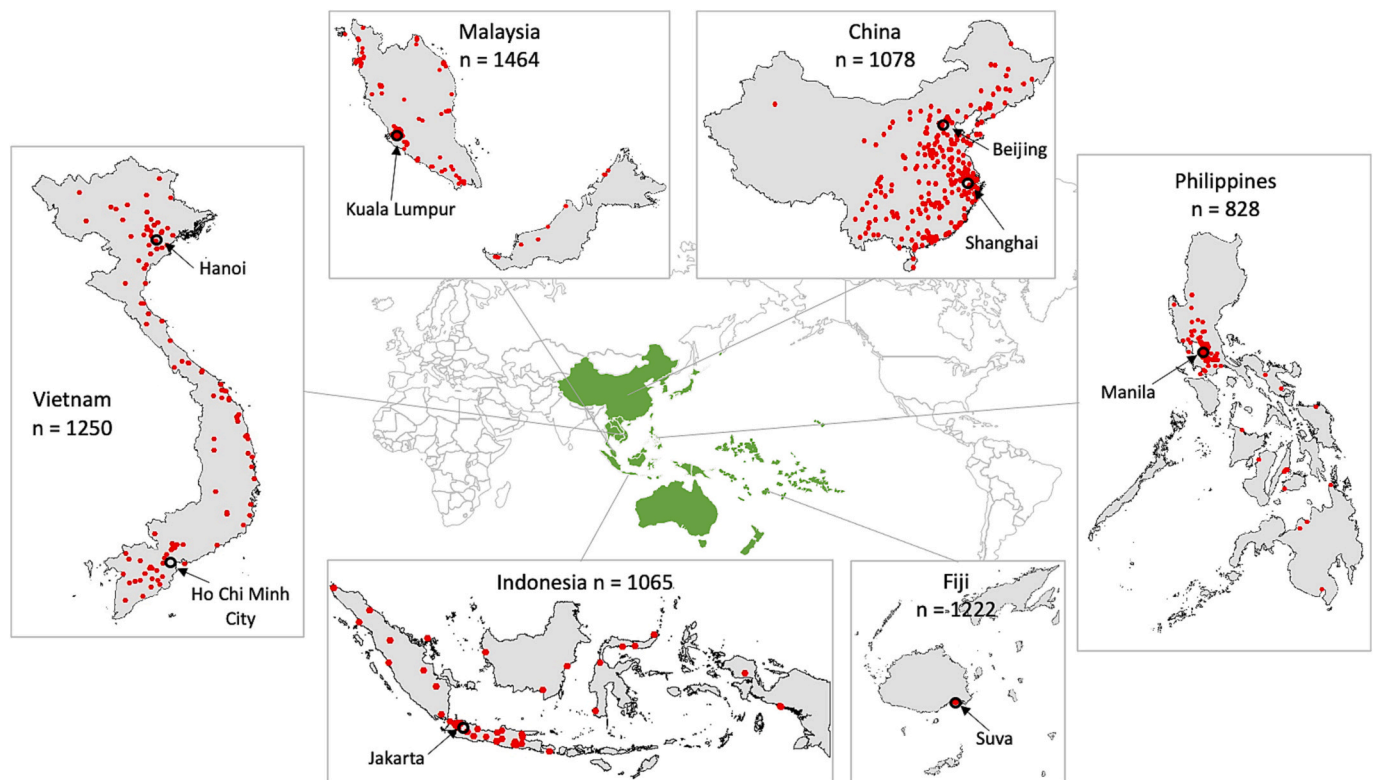 Malaysia
n = 1464
Kuala Lumpur
China
n = 1078
Beijing
Shanghai
Philippines
n = 828
Manila
Hanoi
Vietnam
n = 1250
Ho Chi Minh
City
Indonesia n = 1065
Jakarta
Fiji
n = 1222
Suva